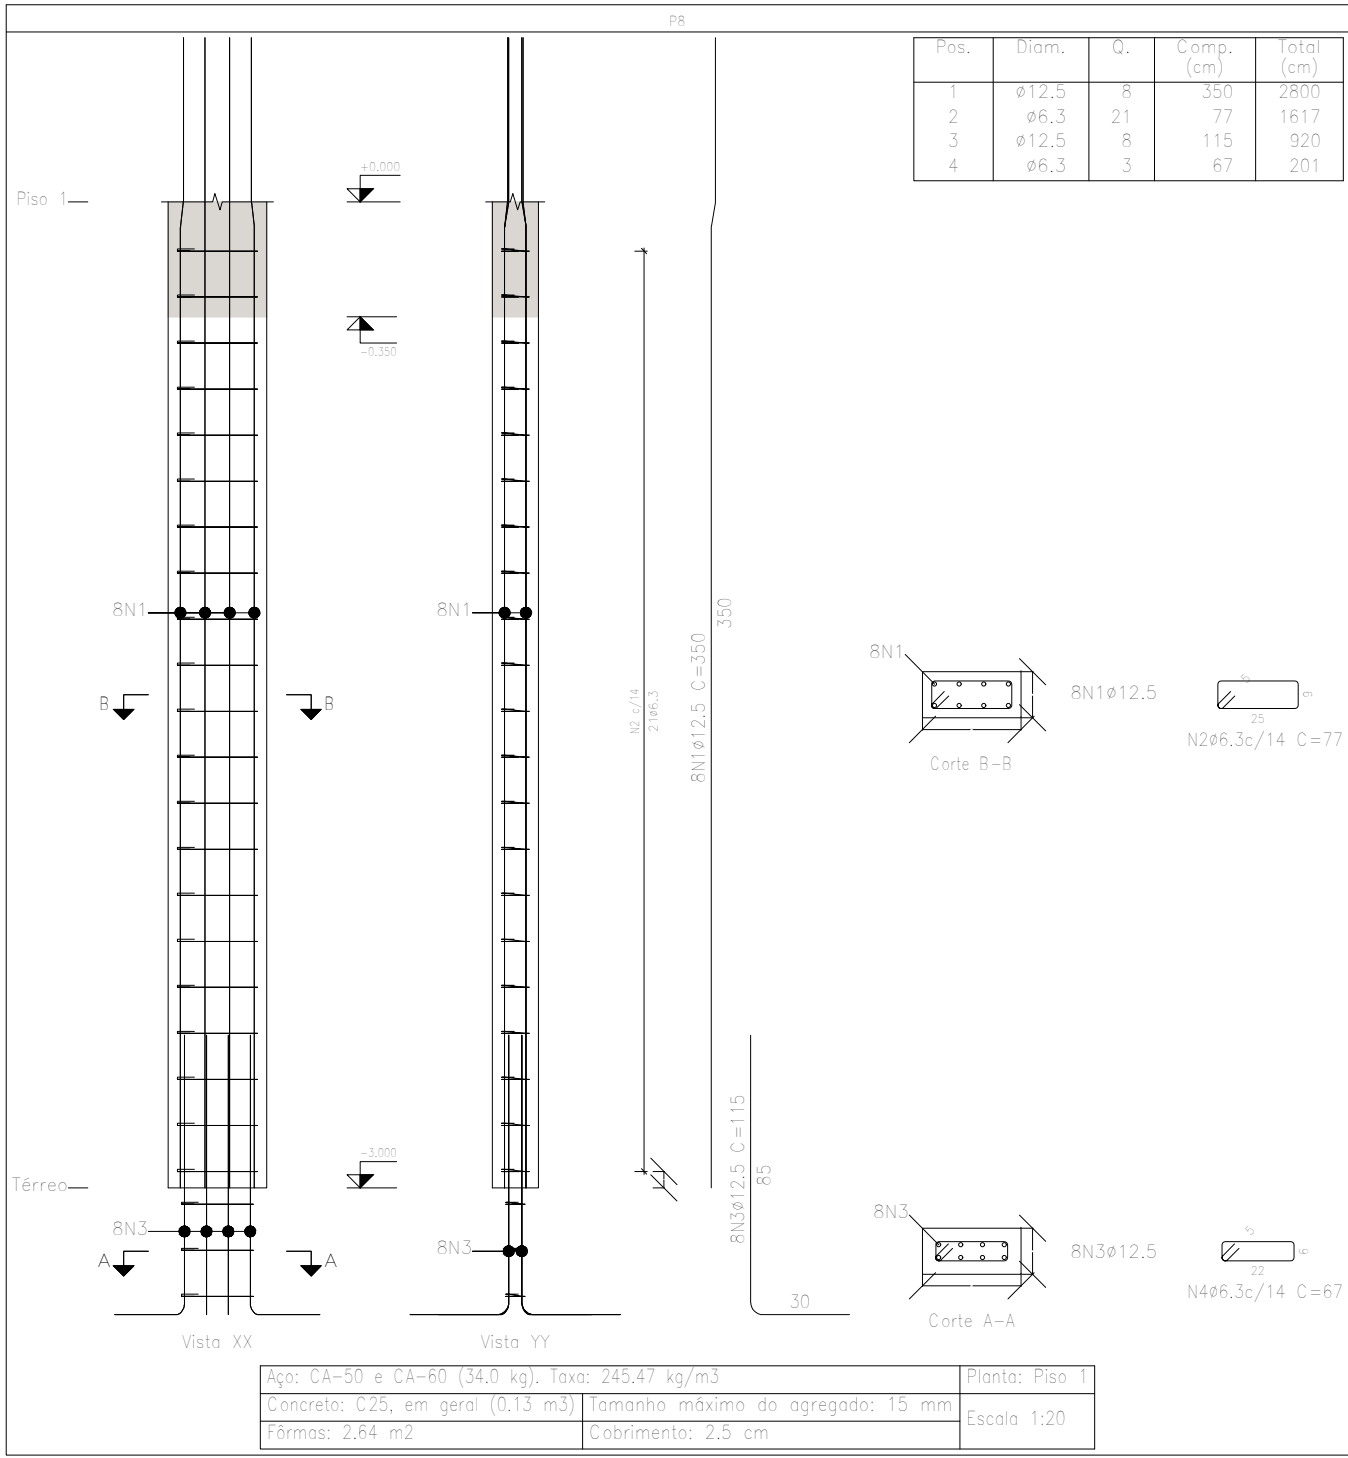 P8
Pos. Diam. Q. Comp. (cm) Total (cm)
1 ø12.5 8 350 2800
2 ø6.3 21 77 1617
3 ø12.5 8 115 920
4 ø6.3 3 67 201
+0.000
Piso 1
-0.350
8N1
8N1
N2 c/14
21ø6.3
8N1ø12.5 C=350
350
B
B
8N1
8N1ø12.5
Corte B-B
5
9
25
N2ø6.3c/14 C=77
-3.000
Térreo
8N3
8N3
A
A
8N3ø12.5 C=115
85
30
8N3
8N3ø12.5
Corte A-A
5
6
22
N4ø6.3c/14 C=67
Vista XX
Vista YY
Aço: CA-50 e CA-60 (34.0 kg). Taxa: 245.47 kg/m3
Planta: Piso 1
Concreto: C25, em geral (0.13 m3)
Tamanho máximo do agregado: 15 mm
Escala 1:20
Fôrmas: 2.64 m2
Cobrimento: 2.5 cm